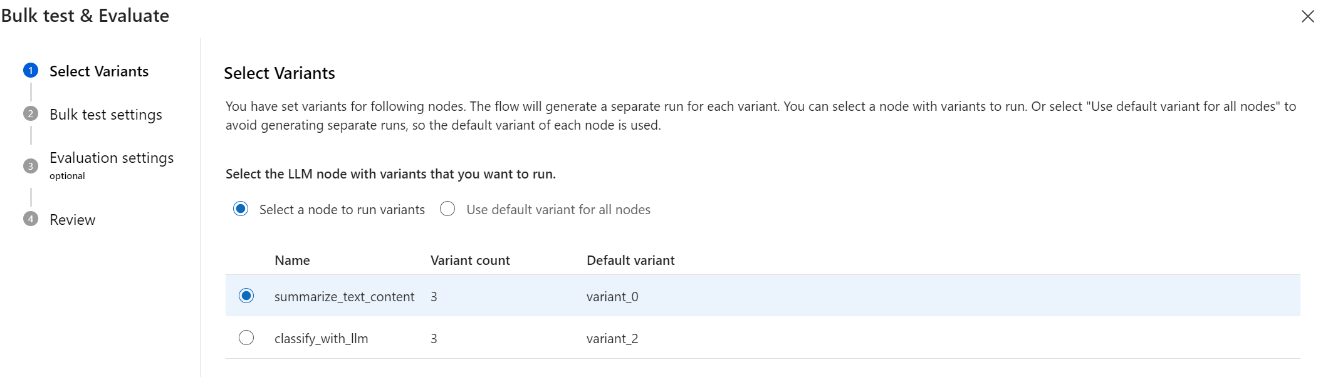 Bulk test & Evaluate
1 Select Variants
2 Bulk test settings
3 Evaluation settings
optional
4 Review
Select Variants
You have set variants for following nodes. The flow will generate a separate run for each variant. You can select a node with variants to run. Or select "Use default variant for all nodes" to
avoid generating separate runs, so the default variant of each node is used.
Select the LLM node with variants that you want to run.
Select a node to run variants Use default variant for all nodes
Name Variant count Default variant
summarize_text_content 3 variant_0
classify_with_llm 3 variant_2